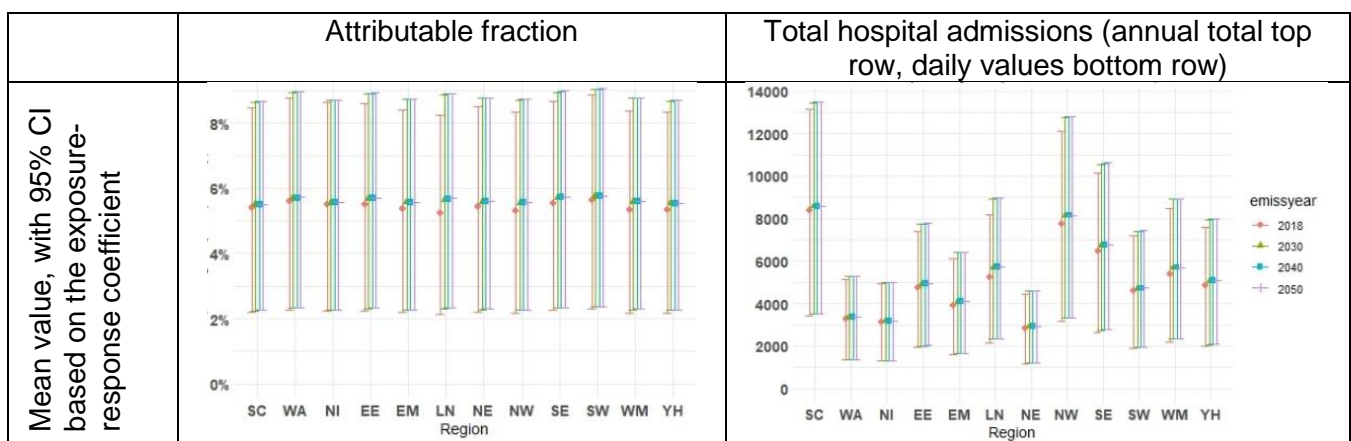 Attributable fraction
Total hospital admissions (annual total top
row, daily values bottom row)
Mean value, with 95% CI
based on the exposure-
response coefficient
8%
6%
4%
2%
0%
SC WA NI EE EM LN NE NW SE SW WM YH
Region
14000
12000
10000
8000
6000
4000
2000
0
SC WA NI EE EM LN NE NW SE SW WM YH
Region
emissyear
2018
2030
2040
2050